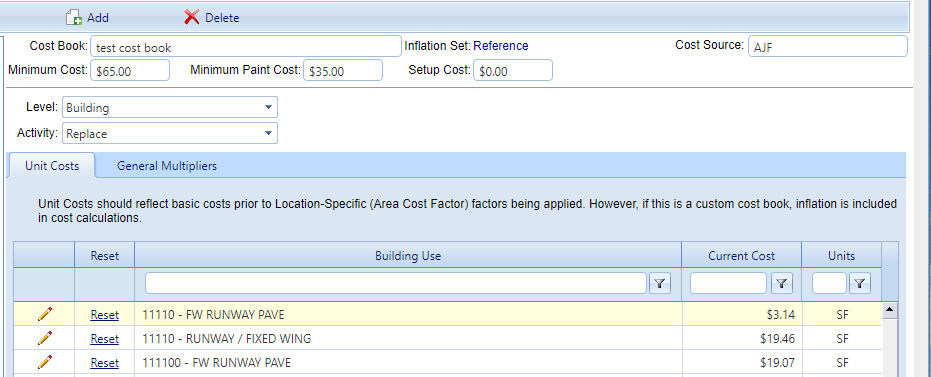 Add Delete
Cost Book: test cost book Inflation Set: Reference Cost Source: AJF
Minimum Cost: $65.00 Minimum Paint Cost: $35.00 Setup Cost: $0.00
Level: Building
Activity: Replace
Unit Costs General Multipliers
Unit Costs should reflect basic costs prior to Location-Specific (Area Cost Factor) factors being applied. However, if this is a custom cost book, inflation is included
in cost calculations.
Reset Building Use Current Cost Units
Reset 11110 - FW RUNWAY PAVE $3.14 SF
Reset 11110 - RUNWAY / FIXED WING $19.46 SF
Reset 111100 - FW RUNWAY PAVE $19.07 SF